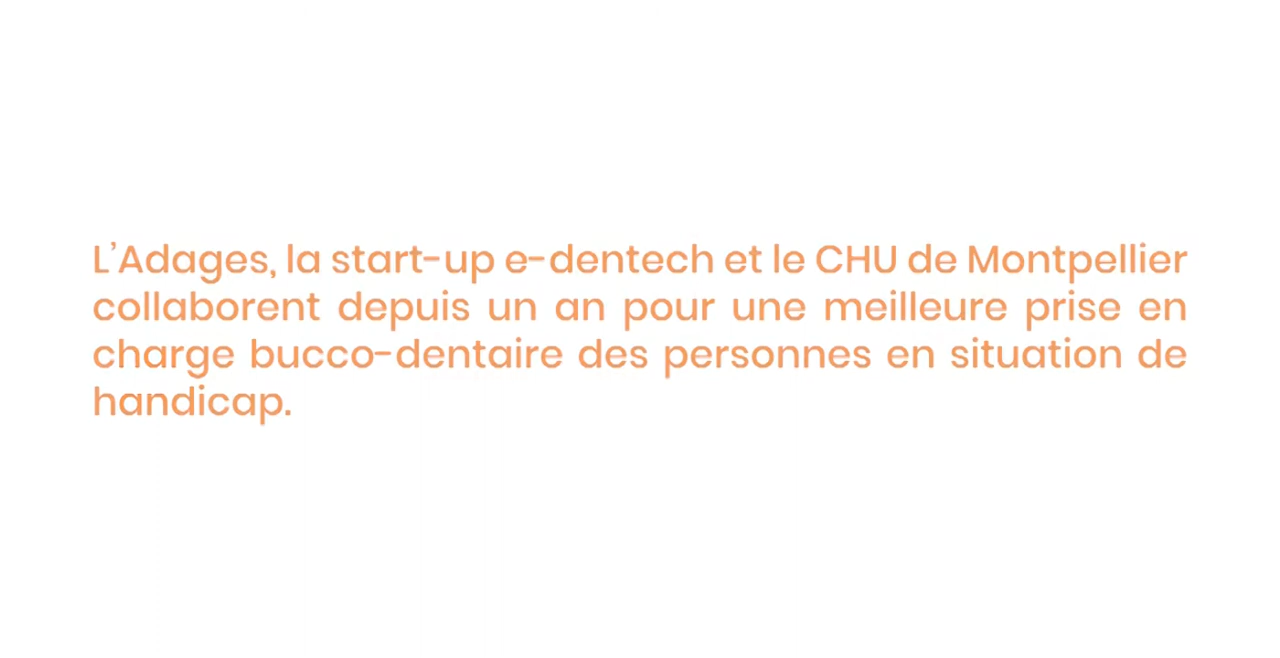 L'Adages, la start-up e-dentech et le CHU de Montpellier
collaborent depuis un an pour une meilleure prise en
charge bucco-dentaire des personnes en situation de
handicap.